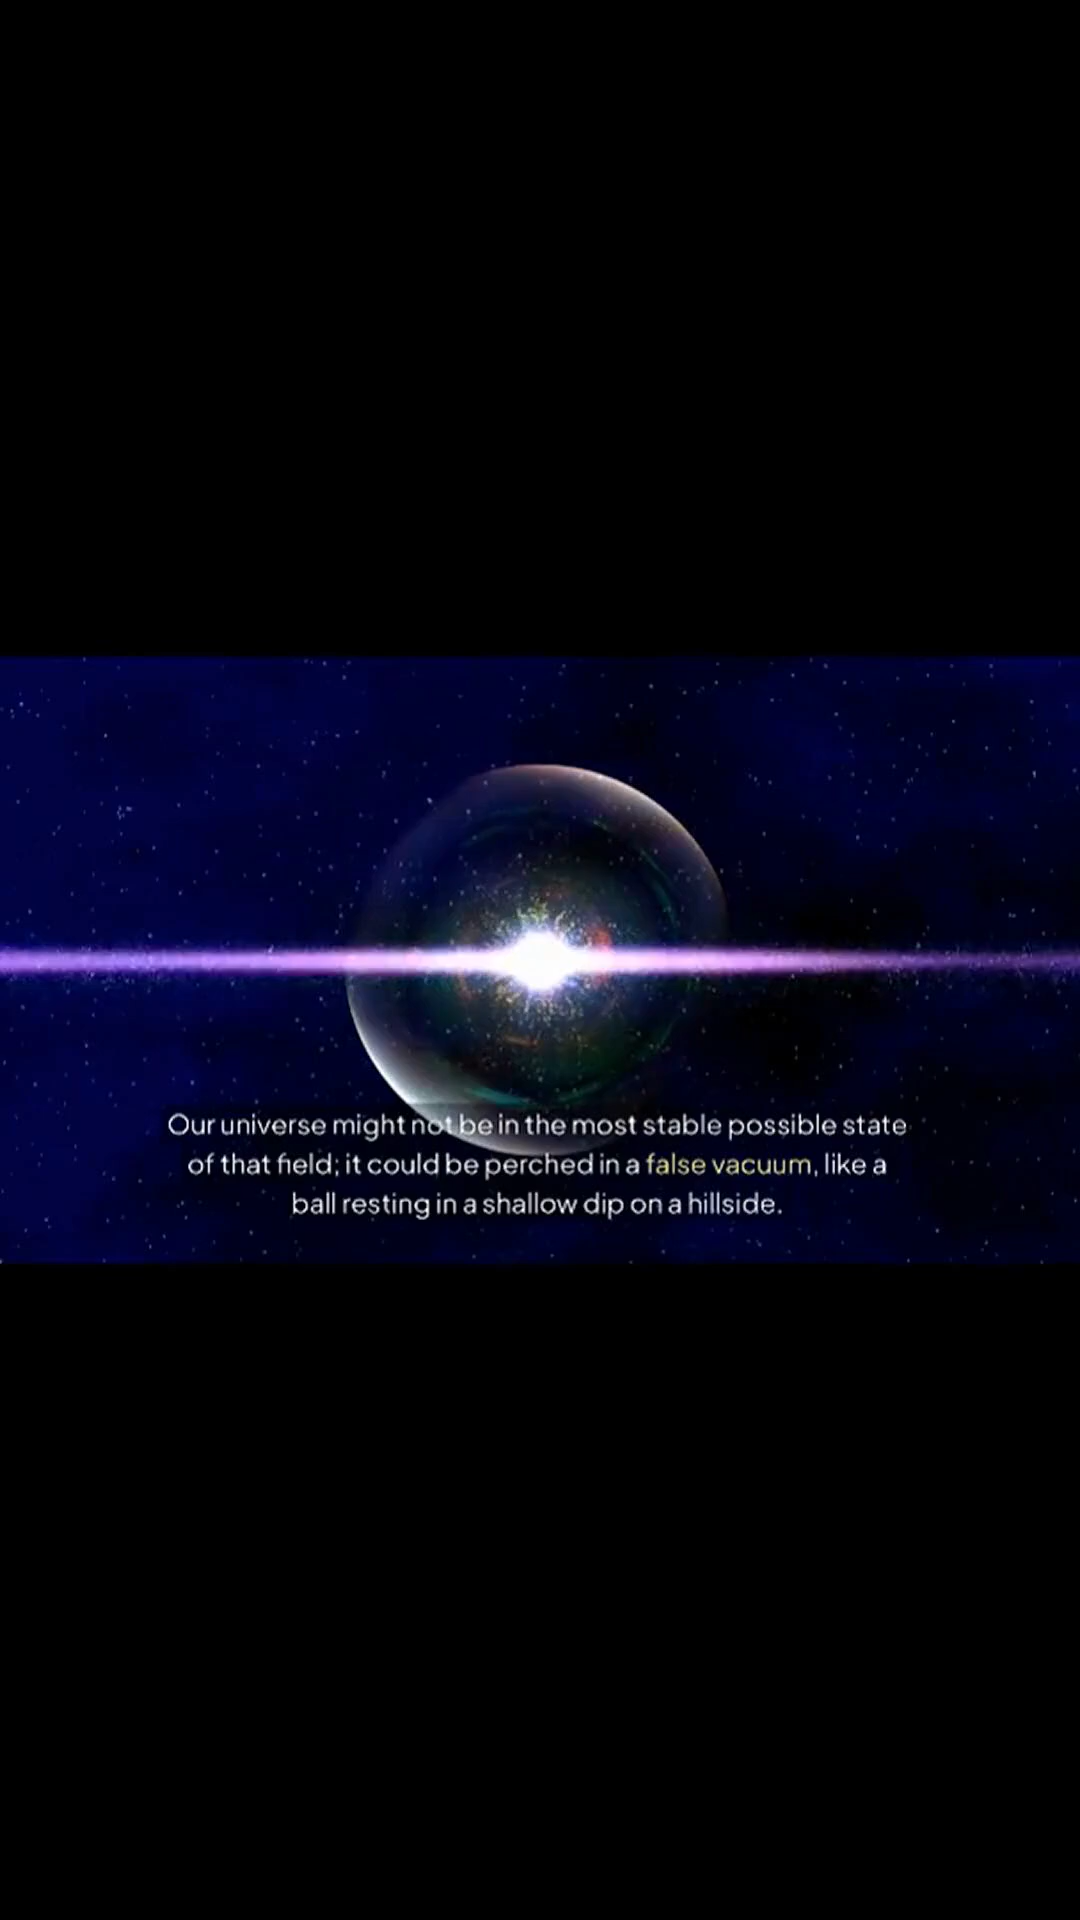 Our universe might not be in the most stable possible state
of that field; it could be perched in a false vacuum, like a
ball resting in a shallow dip on a hillside.